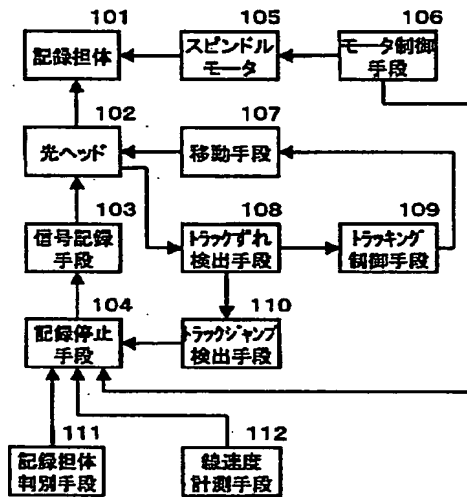 101 105 106
記録担体 スピンドル モータ制御
モータ 手段
102 107
光ヘッド 移動手段
103 108 109
信号記録 トラックずれ トラッキング
手段 検出手段 制御手段
104 110
記録停止 トラックジャンプ
手段 検出手段
111 112
記録担体 線速度
判別手段 計測手段